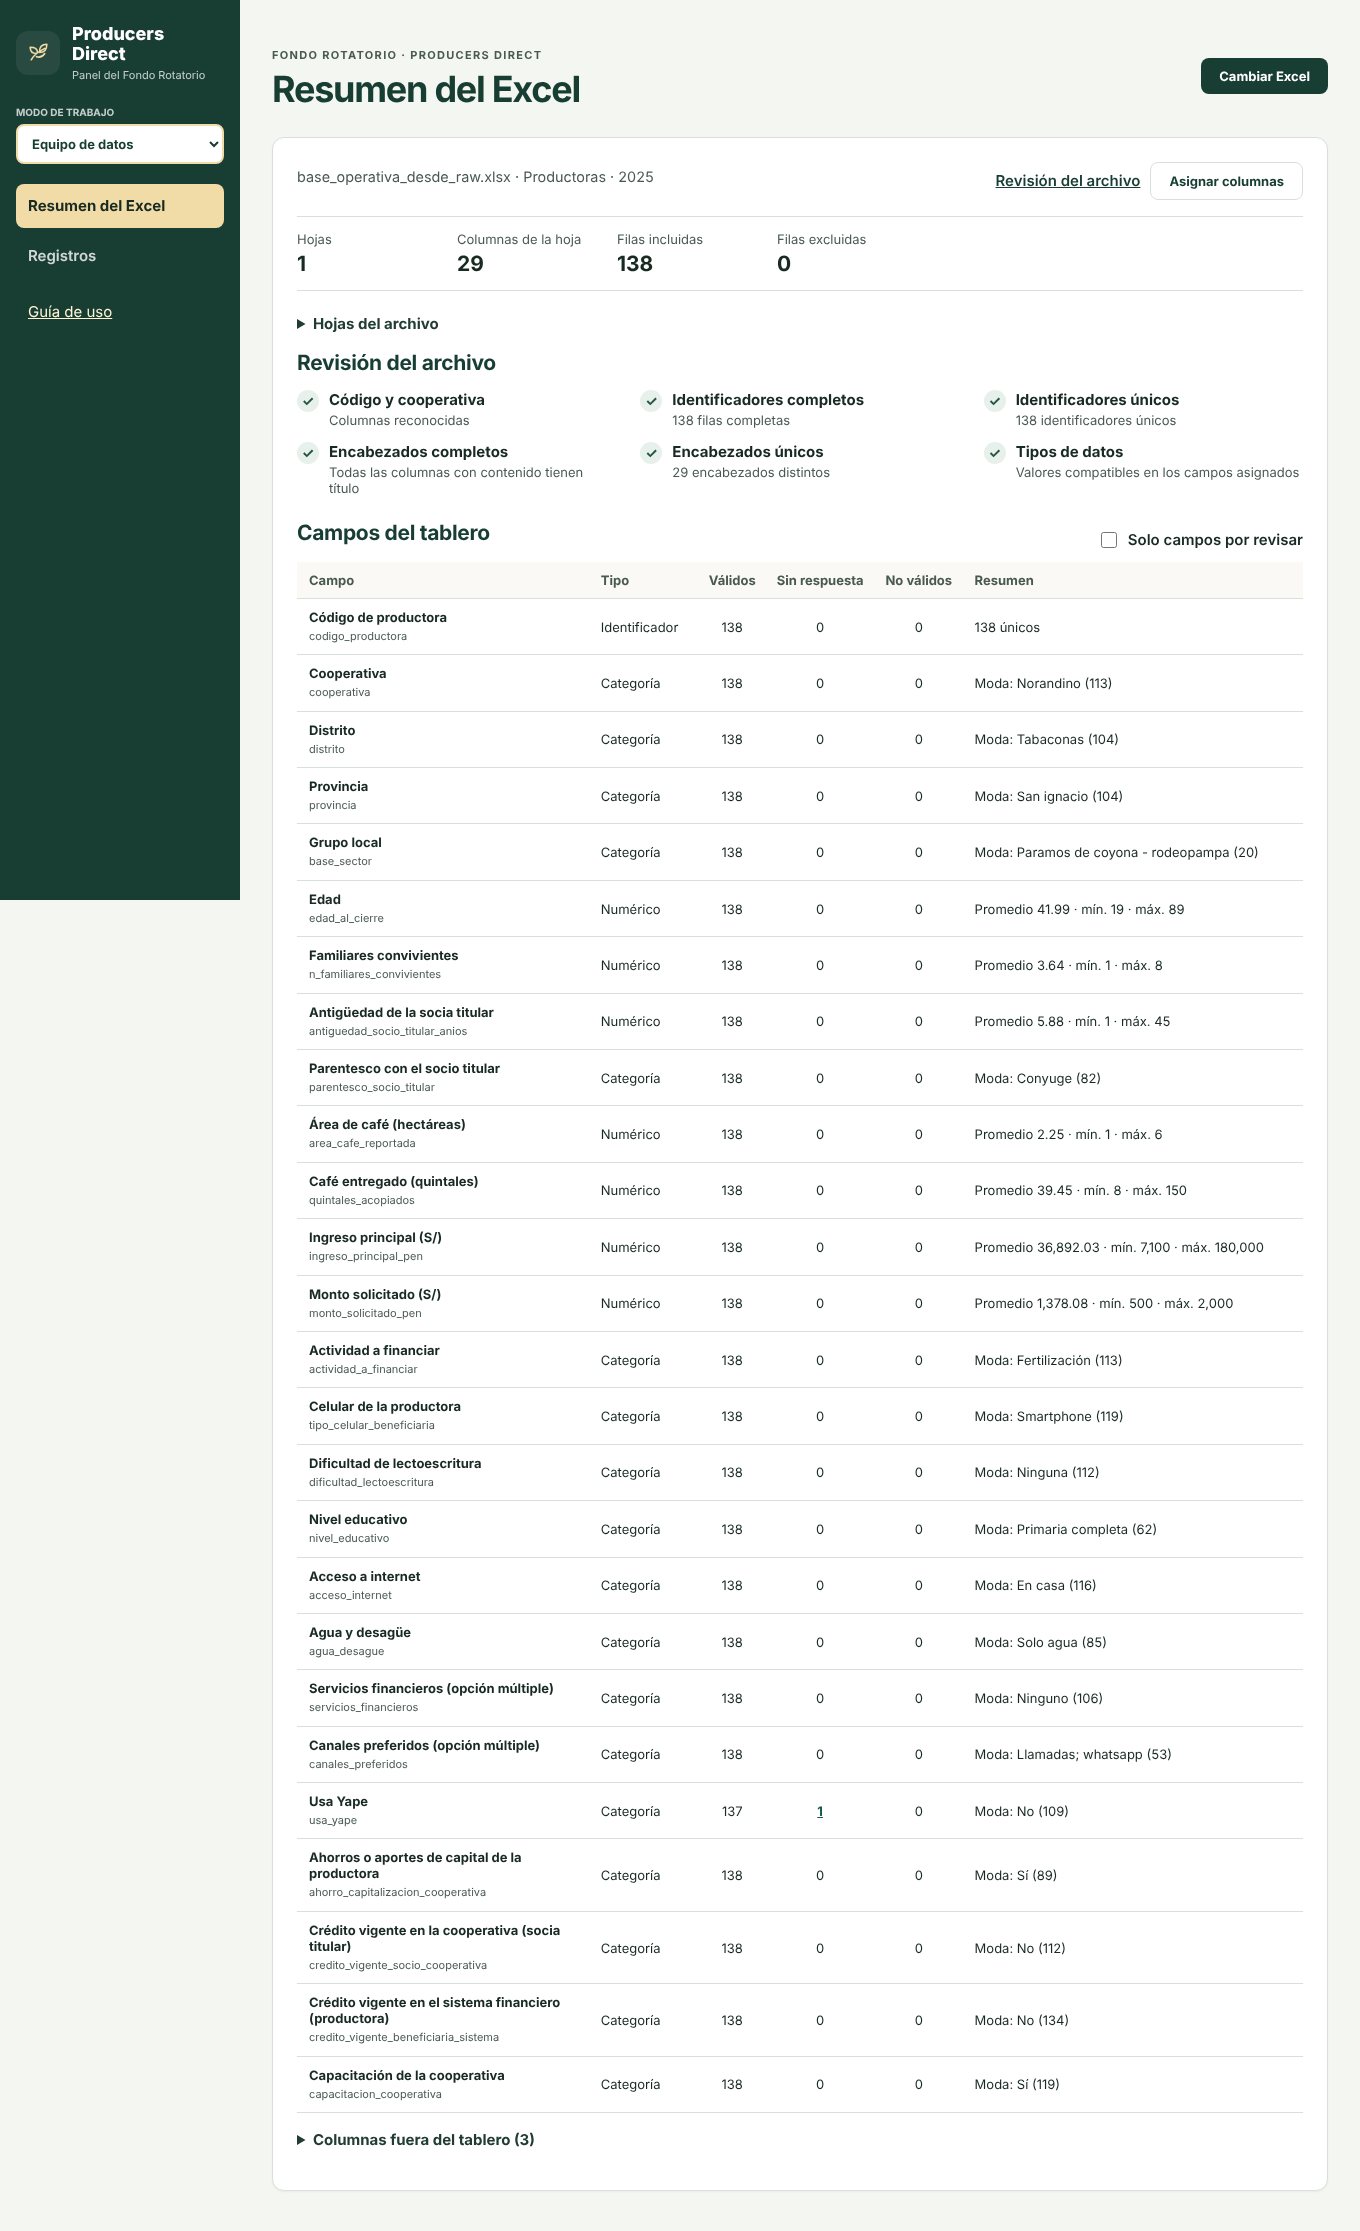 Producers
Direct
Panel del Fondo Rotatorio
MODO DE TRABAJO
Equipo de datos
Resumen del Excel
Registros
Guía de uso
FONDO ROTATORIO · PRODUCERS DIRECT
Resumen del Excel
Cambiar Excel
base_operativa_desde_raw.xlsx · Productoras · 2025
Revisión del archivo
Asignar columnas
Hojas Columnas de la hoja Filas incluidas Filas excluidas
1 29 138 0
Hojas del archivo
Revisión del archivo
Código y cooperativa
Columnas reconocidas
Identificadores completos
138 filas completas
Identificadores únicos
138 identificadores únicos
Encabezados completos
Todas las columnas con contenido tienen
título
Encabezados únicos
29 encabezados distintos
Tipos de datos
Valores compatibles en los campos asignados
Campos del tablero
Solo campos por revisar
Campo Tipo Válidos Sin respuesta No válidos Resumen
Código de productora
codigo_productora
Identificador 138 0 0 138 únicos
Cooperativa
cooperativa
Categoría 138 0 0 Moda: Norandino (113)
Distrito
distrito
Categoría 138 0 0 Moda: Tabaconas (104)
Provincia
provincia
Categoría 138 0 0 Moda: San ignacio (104)
Grupo local
base_sector
Categoría 138 0 0 Moda: Paramos de coyona - rodeopampa (20)
Edad
edad_al_cierre
Numérico 138 0 0 Promedio 41.99 · mín. 19 · máx. 89
Familiares convivientes
n_familiares_convivientes
Numérico 138 0 0 Promedio 3.64 · mín. 1 · máx. 8
Antigüedad de la socia titular
antiguedad_socio_titular_anios
Numérico 138 0 0 Promedio 5.88 · mín. 1 · máx. 45
Parentesco con el socio titular
parentesco_socio_titular
Categoría 138 0 0 Moda: Conyuge (82)
Área de café (hectáreas)
area_cafe_reportada
Numérico 138 0 0 Promedio 2.25 · mín. 1 · máx. 6
Café entregado (quintales)
quintales_acopiados
Numérico 138 0 0 Promedio 39.45 · mín. 8 · máx. 150
Ingreso principal (S/)
ingreso_principal_pen
Numérico 138 0 0 Promedio 36,892.03 · mín. 7,100 · máx. 180,000
Monto solicitado (S/)
monto_solicitado_pen
Numérico 138 0 0 Promedio 1,378.08 · mín. 500 · máx. 2,000
Actividad a financiar
actividad_a_financiar
Categoría 138 0 0 Moda: Fertilización (113)
Celular de la productora
tipo_celular_beneficiaria
Categoría 138 0 0 Moda: Smartphone (119)
Dificultad de lectoescritura
dificultad_lectoescritura
Categoría 138 0 0 Moda: Ninguna (112)
Nivel educativo
nivel_educativo
Categoría 138 0 0 Moda: Primaria completa (62)
Acceso a internet
acceso_internet
Categoría 138 0 0 Moda: En casa (116)
Agua y desagüe
agua_desague
Categoría 138 0 0 Moda: Solo agua (85)
Servicios financieros (opción múltiple)
servicios_financieros
Categoría 138 0 0 Moda: Ninguno (106)
Canales preferidos (opción múltiple)
canales_preferidos
Categoría 138 0 0 Moda: Llamadas; whatsapp (53)
Usa Yape
usa_yape
Categoría 137 1 0 Moda: No (109)
Ahorros o aportes de capital de la
productora
ahorro_capitalizacion_cooperativa
Categoría 138 0 0 Moda: Sí (89)
Crédito vigente en la cooperativa (socia
titular)
credito_vigente_socio_cooperativa
Categoría 138 0 0 Moda: No (112)
Crédito vigente en el sistema financiero
(productora)
credito_vigente_beneficiaria_sistema
Categoría 138 0 0 Moda: No (134)
Capacitación de la cooperativa
capacitacion_cooperativa
Categoría 138 0 0 Moda: Sí (119)
Columnas fuera del tablero (3)